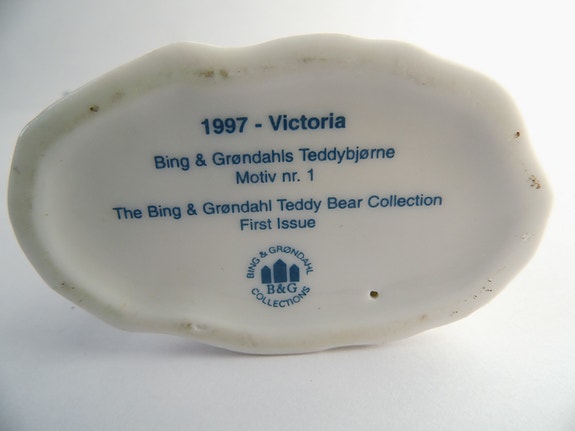 1997 - Victoria
Bing & Grøndahls Teddybjørne
Motiv nr. 1
The Bing & Grøndahl Teddy Bear Collection
First Issue
BING & GRØNDAHL
B&G
COLLECTIONS